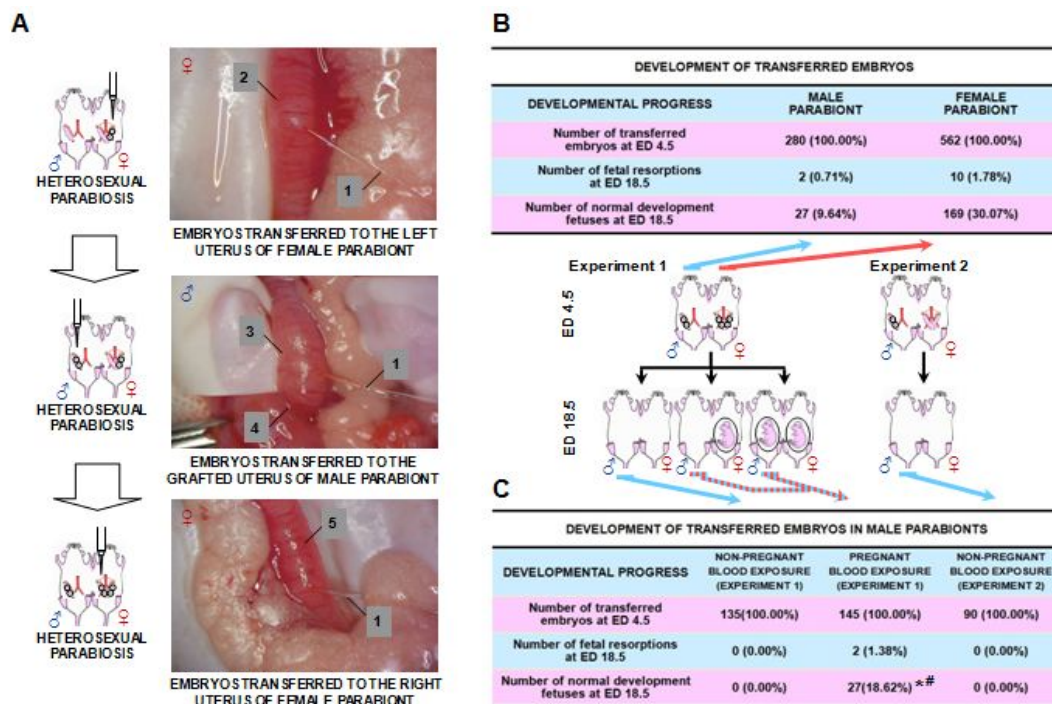 A
♀
2
1
HETEROSEXUAL
PARABIOSIS
♂ ♀
EMBRYOS TRANSFERRED TO THE LEFT
UTERUS OF FEMALE PARABIONT
♂
3
1
4
♂ ♀
HETEROSEXUAL
PARABIOSIS
EMBRYOS TRANSFERRED TO THE
GRAFTED UTERUS OF MALE PARABIONT
♀
5
1
♂ ♀
HETEROSEXUAL
PARABIOSIS
EMBRYOS TRANSFERRED TO THE RIGHT
UTERUS OF FEMALE PARABIONT
B
DEVELOPMENT OF TRANSFERRED EMBRYOS
DEVELOPMENTAL PROGRESS
MALE
PARABIONT
FEMALE
PARABIONT
Number of transferred
embryos at ED 4.5
280 (100.00%)
562 (100.00%)
Number of fetal resorptions
at ED 18.5
2 (0.71%)
10 (1.78%)
Number of normal development
fetuses at ED 18.5
27 (9.64%)
169 (30.07%)
Experiment 1
Experiment 2
ED 4.5
♂ ♀
♂ ♀
ED 18.5
♂ ♀ ♂ ♀ ♂ ♀
♂ ♀
C
DEVELOPMENT OF TRANSFERRED EMBRYOS IN MALE PARABIONTS
DEVELOPMENTAL PROGRESS
NON-PREGNANT
BLOOD EXPOSURE
(EXPERIMENT 1)
PREGNANT
BLOOD EXPOSURE
(EXPERIMENT 1)
NON-PREGNANT
BLOOD EXPOSURE
(EXPERIMENT 2)
Number of transferred
embryos at ED 4.5
135(100.00%)
145 (100.00%)
90 (100.00%)
Number of fetal resorptions
at ED 18.5
0 (0.00%)
2 (1.38%)
0 (0.00%)
Number of normal development
fetuses at ED 18.5
0 (0.00%)
27(18.62%) *#
0 (0.00%)